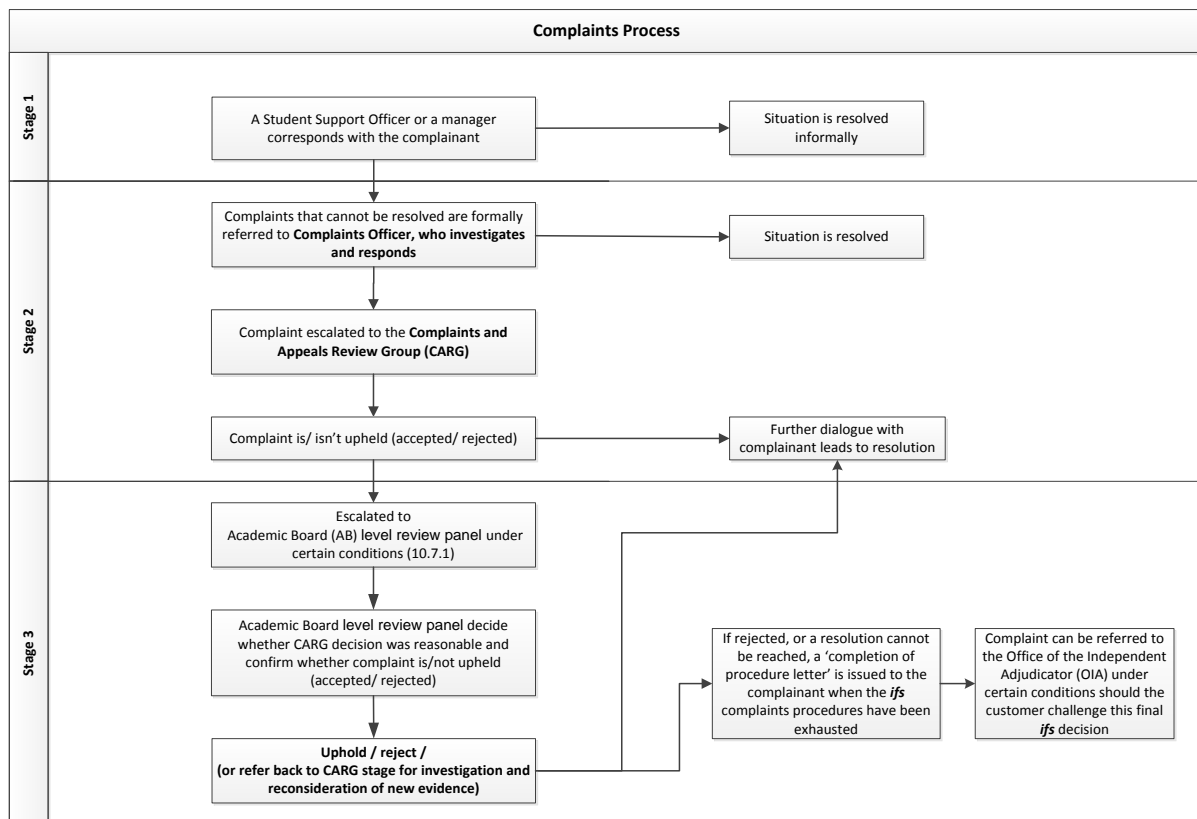 Complaints Process
Stage 1
A Student Support Officer or a manager
corresponds with the complainant
Situation is resolved
informally
Stage 2
Complaints that cannot be resolved are formally
referred to Complaints Officer, who investigates
and responds
Situation is resolved
Complaint escalated to the Complaints and
Appeals Review Group (CARG)
Complaint is/ isn’t upheld (accepted/ rejected)
Further dialogue with
complainant leads to resolution
Stage 3
Escalated to
Academic Board (AB) level review panel under
certain conditions (10.7.1)
Academic Board level review panel decide
whether CARG decision was reasonable and
confirm whether complaint is/not upheld
(accepted/ rejected)
If rejected, or a resolution cannot
be reached, a ‘completion of
procedure letter’ is issued to the
complainant when the ifs
complaints procedures have been
exhausted
Complaint can be referred to
the Office of the Independent
Adjudicator (OIA) under
certain conditions should the
customer challenge this final
ifs decision
Uphold / reject /
(or refer back to CARG stage for investigation and
reconsideration of new evidence)